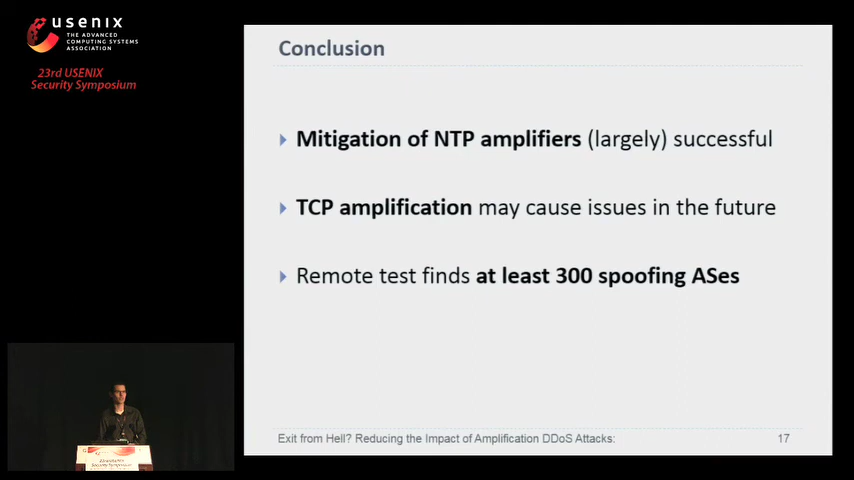 usenix
THE ADVANCED
COMPUTING SYSTEMS
ASSOCIATION
23rd USENIX
Security Symposium
Conclusion
Mitigation of NTP amplifiers (largely) successful
TCP amplification may cause issues in the future
Remote test finds at least 300 spoofing ASes
Exit from Hell? Reducing the Impact of Amplification DDoS Attacks:
17